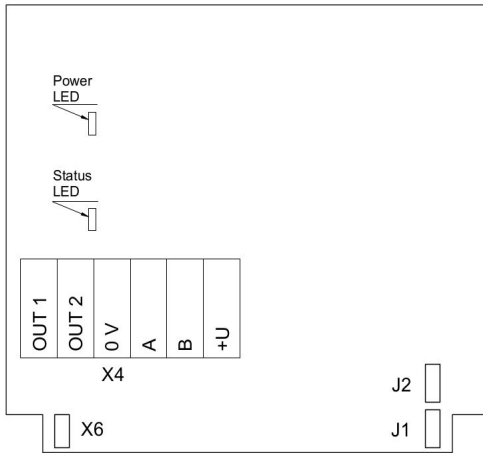 Power
LED
Status
LED
OUT 1
OUT 2
0 V
A
B
+U
X4
J2
X6
J1